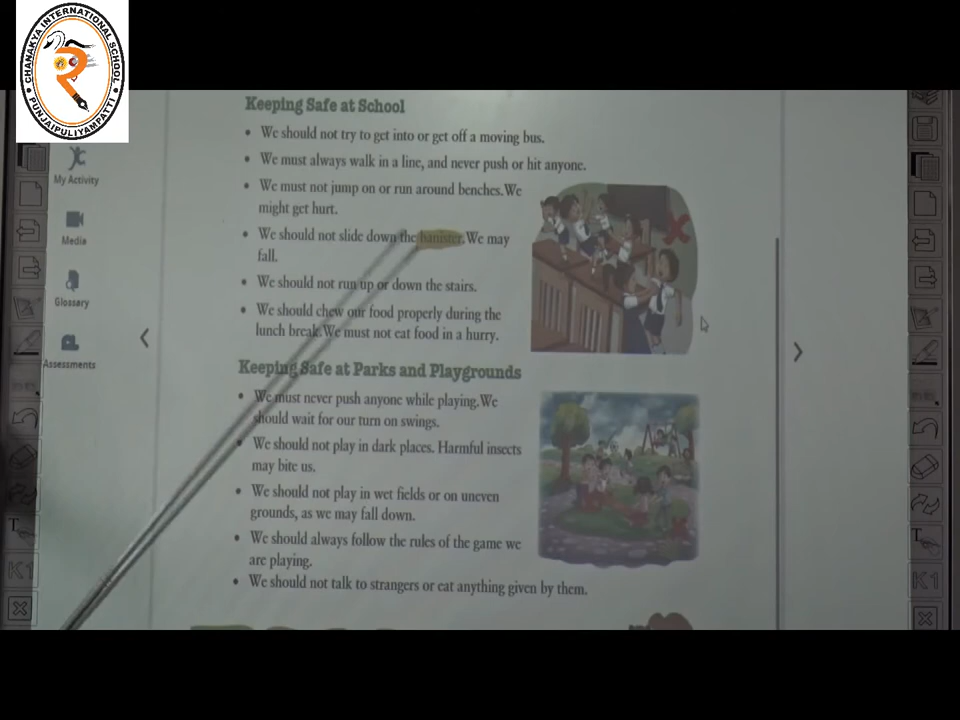 CHANAKYA INTERNATIONAL SCHOOL
PUNJAIPULIYAMPATTI
My Activity
Media
Glossary
Assessments
T
K1
Keeping Safe at School
• We should not try to get into or get off a moving bus.
• We must always walk in a line, and never push or hit anyone.
• We must not jump on or run around benches. We
might get hurt.
• We should not slide down the banister. We may
fall.
• We should not run up or down the stairs.
• We should chew our food properly during the
lunch break. We must not eat food in a hurry.
Keeping Safe at Parks and Playgrounds
• We must never push anyone while playing. We
should wait for our turn on swings.
• We should not play in dark places. Harmful insects
may bite us.
• We should not play in wet fields or on uneven
grounds, as we may fall down.
• We should always follow the rules of the game we
are playing.
• We should not talk to strangers or eat anything given by them.
T
K1